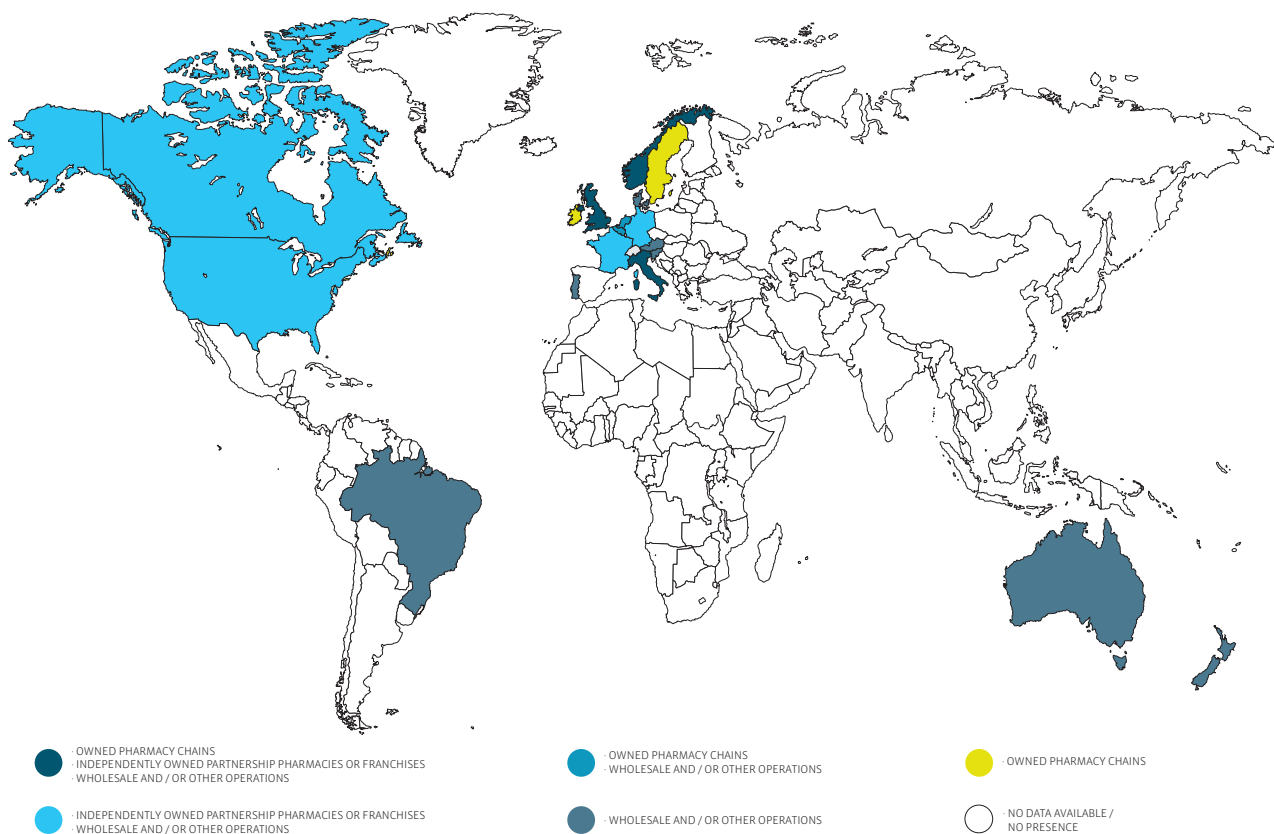 · OWNED PHARMACY CHAINS
· INDEPENDENTLY OWNED PARTNERSHIP PHARMACIES OR FRANCHISES
· WHOLESALE AND / OR OTHER OPERATIONS
· INDEPENDENTLY OWNED PARTNERSHIP PHARMACIES OR FRANCHISES
· WHOLESALE AND / OR OTHER OPERATIONS
· OWNED PHARMACY CHAINS
· WHOLESALE AND / OR OTHER OPERATIONS
· WHOLESALE AND / OR OTHER OPERATIONS
· OWNED PHARMACY CHAINS
· NO DATA AVAILABLE /
NO PRESENCE